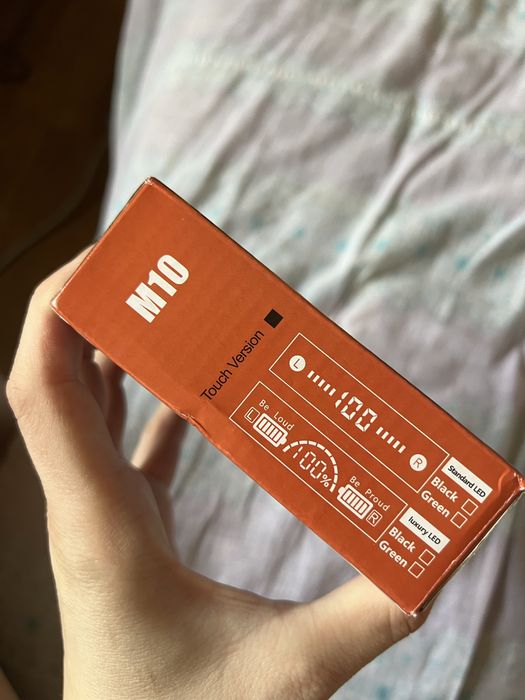 M10
Touch Version
L 100 R
Standard LED
Black
Green
Be Loud
Be Proud
L 100% R
luxury LED
Black
Green